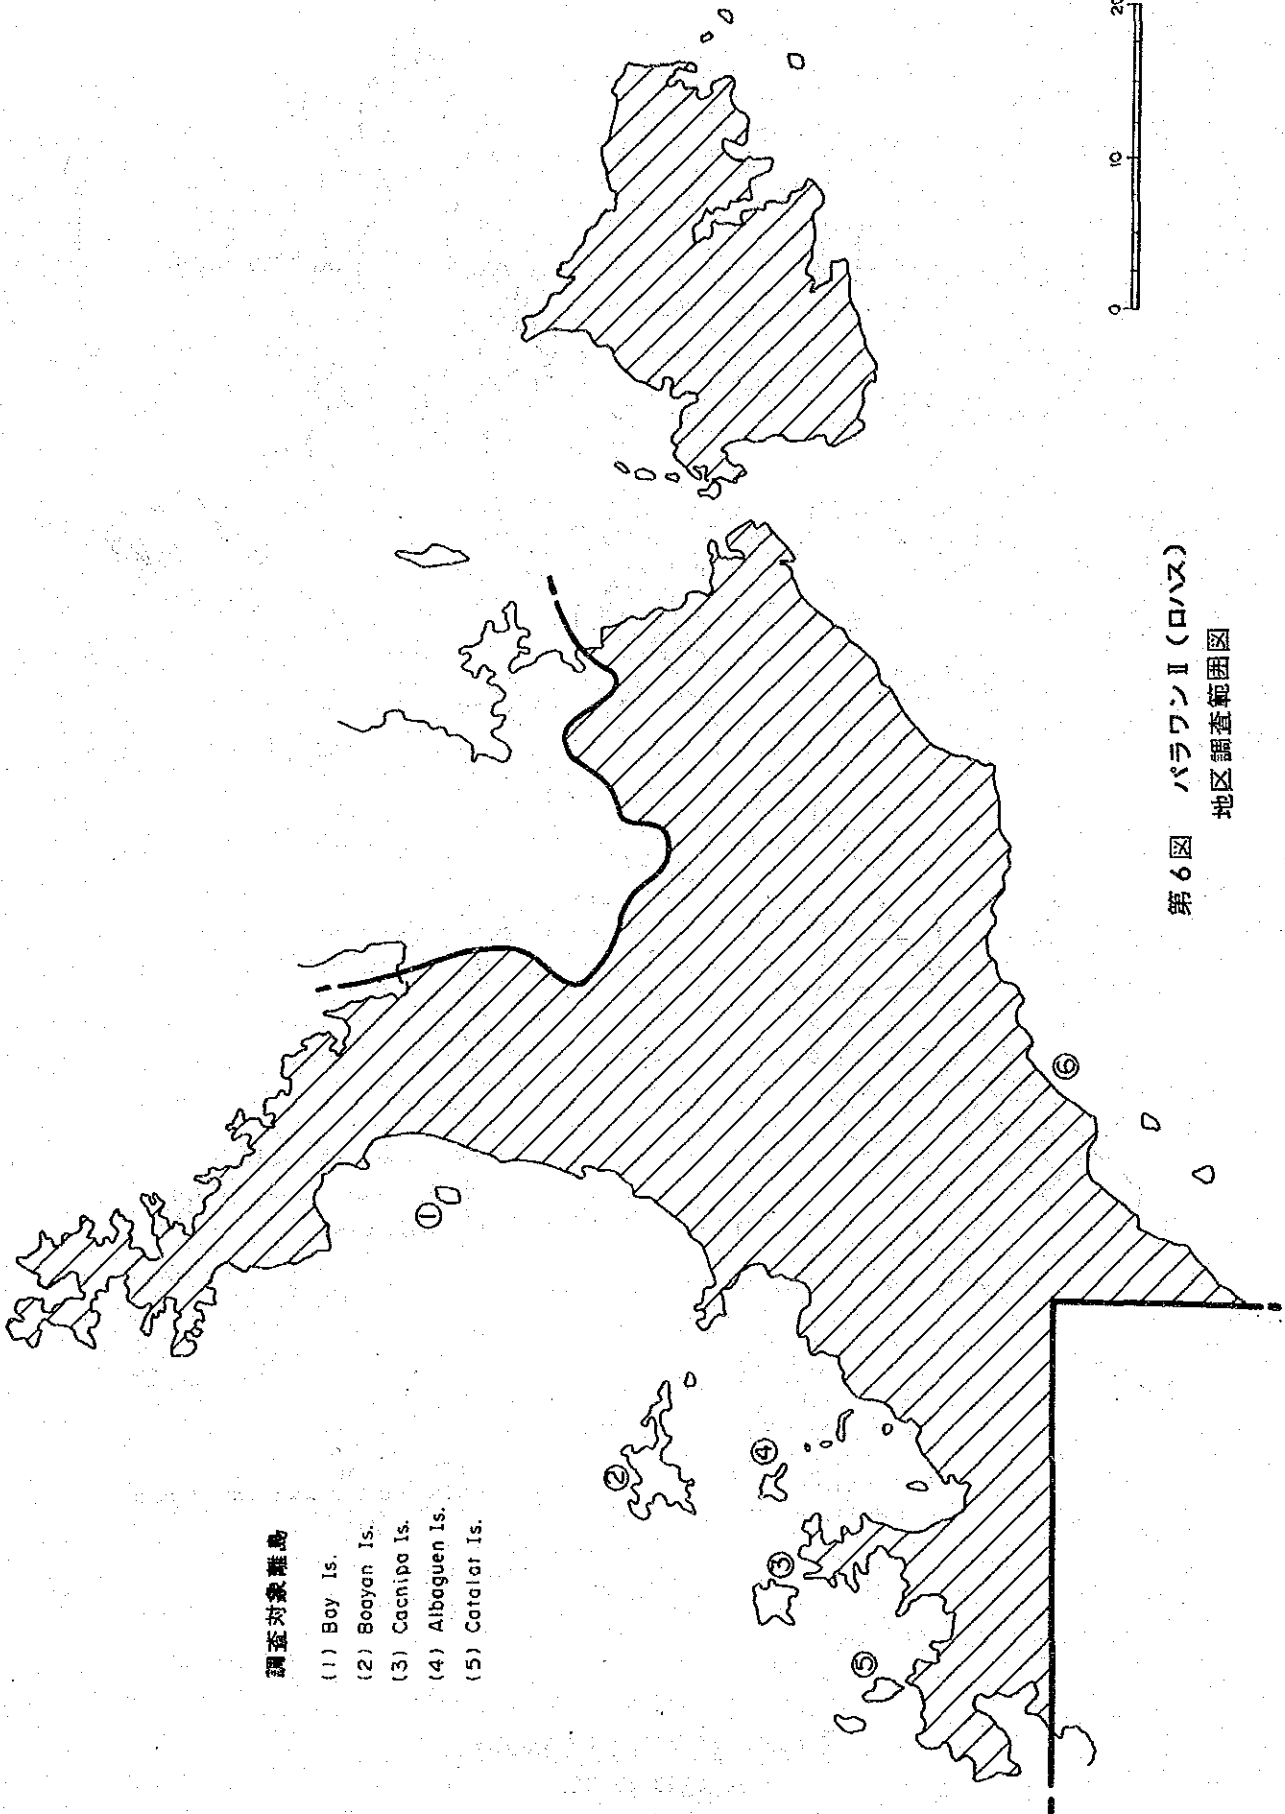 調査対象離島
(1) Bay Is.
(2) Boayan Is.
(3) Cacnipa Is.
(4) Albaguen Is.
(5) Catalat Is.
①
②
③
④
⑤
⑥
0 10 20
第6図 パラワンⅡ(ロハス)
地区調査範囲図